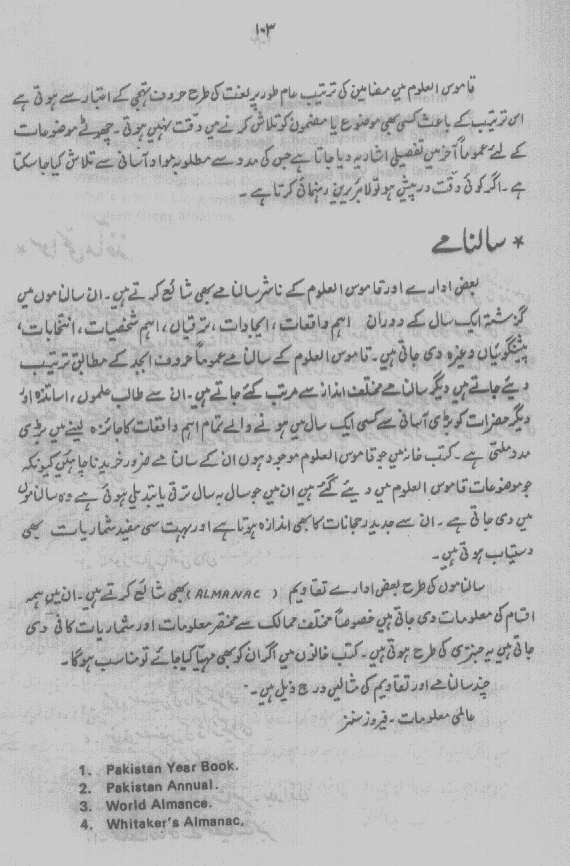 ۱۰۳
قاموس العلوم میں مضامین کی ترتیب عام طور پر لغت کی طرح حروف تہجی کے اعتبار سے ہوتی ہے
اس ترتیب کے باعث کسی بھی موضوع یا مضمون کو تلاش کرنے میں دقت نہیں ہوتی۔ چھوٹے موضوعات
کے لئے عموماً آخر میں تفصیلی اشاریہ دیا جاتا ہے جس کی مدد سے مطلوبہ مواد آسانی سے تلاش کیا جا سکتا
ہے۔ اگر کوئی دقت درپیش ہو تو لائبریرین رہنمائی کرتا ہے۔
* سالنامے
بعض ادارے اور قاموس العلوم کے ناشر سالنامے بھی شائع کرتے ہیں۔ ان سالناموں میں
گزشتہ ایک سال کے دوران اہم واقعات، ایجادات، ترقیاں، اہم شخصیات، انتخابات،
پیشگوئیاں وغیرہ دی جاتی ہیں۔ قاموس العلوم کے سالنامے عموماً حروف ابجد کے مطابق ترتیب
دیئے جاتے ہیں دیگر سالنامے مختلف انداز سے مرتب کئے جاتے ہیں۔ ان سے طالب علموں، اساتذہ اور
دیگر حضرات کو بڑی آسانی سے کسی ایک سال میں ہونے والے تمام اہم واقعات کا جائزہ لینے میں بڑی
مدد ملتی ہے۔ کتب خانہ میں جو قاموس العلوم موجود ہوں ان کے سالنامے ضرور خریدنا چاہئیں کیونکہ
جو موضوعات قاموس العلوم میں دیئے گئے ہیں ان میں جو سال بہ سال ترقی یا تبدیلی ہوتی ہے وہ سالناموں
میں دی جاتی ہے۔ ان سے جدید رجحانات کا بھی اندازہ ہوتا ہے اور بہت سی مفید شماریات بھی
دستیاب ہوتی ہیں۔
سالناموں کی طرح بعض ادارے تقاویم (ALMANAC) بھی شائع کرتے ہیں۔ ان میں ہمہ
اقسام کی معلومات دی جاتی ہیں خصوصاً مختلف ممالک سے مختصر معلومات اور شماریات کافی دی
جاتی ہیں یہ جنتری کی طرح ہوتی ہیں۔ کتب خانوں میں اگر ان کو بھی مہیا کیا جائے تو مناسب ہوگا۔
چند سالنامے اور تقاویم کی مثالیں درج ذیل ہیں۔
عالمی معلومات۔ فیروز سنز
1. Pakistan Year Book.
2. Pakistan Annual.
3. World Almance.
4. Whitaker's Almanac.